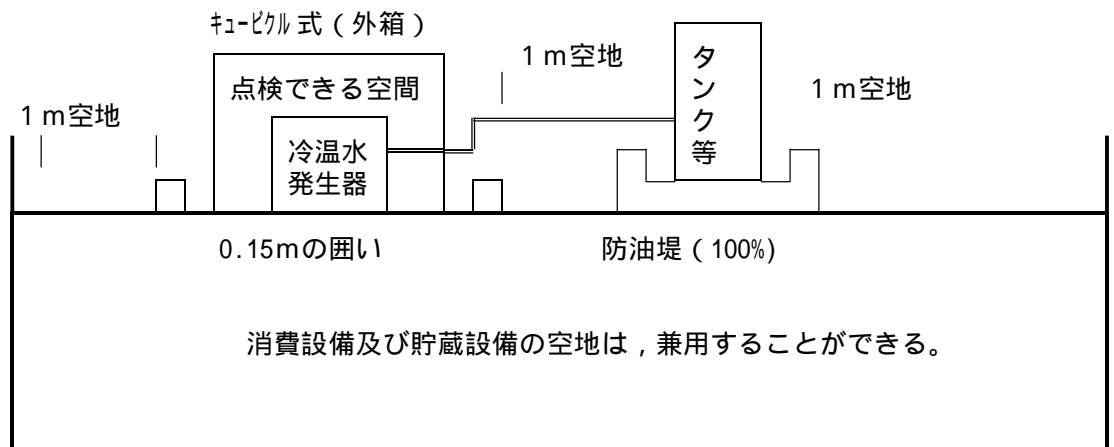 ｷｭｰﾋﾞｸﾙ式（外箱）
1ｍ空地
タンク等
点検できる空間
1ｍ空地
1ｍ空地
冷温水
発生器
0.15mの囲い
防油堤（100%)
消費設備及び貯蔵設備の空地は，兼用することができる。